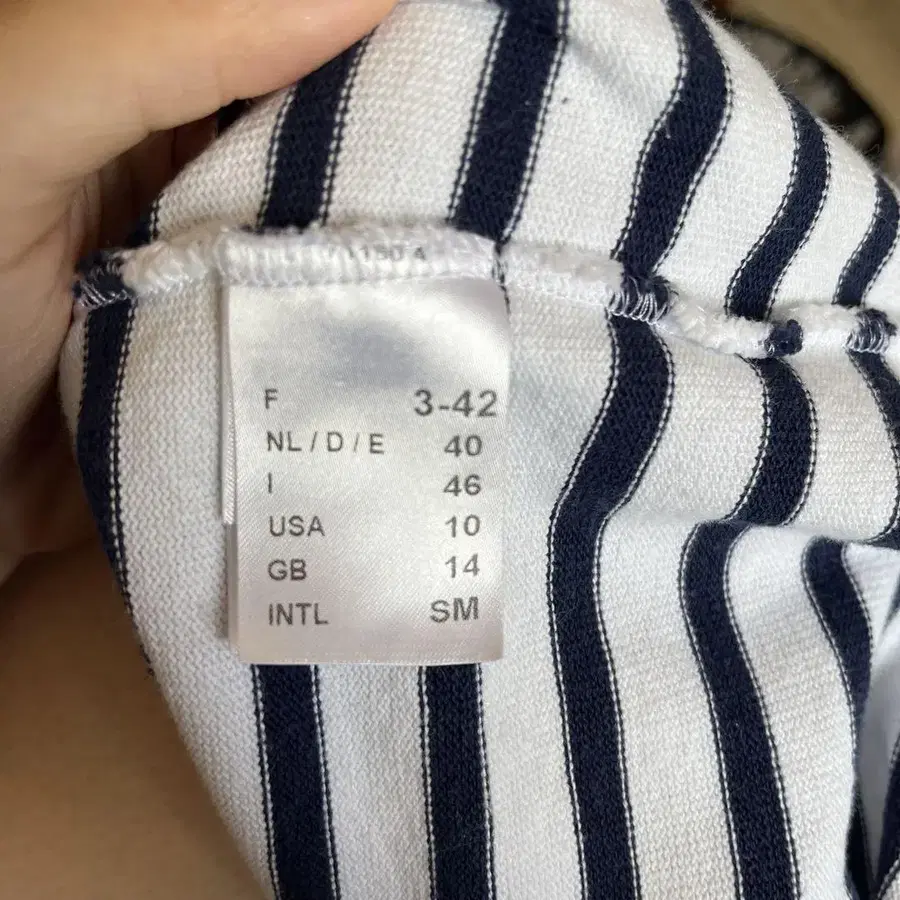 F 3-42
NL / D / E 40
I 46
USA 10
GB 14
INTL SM